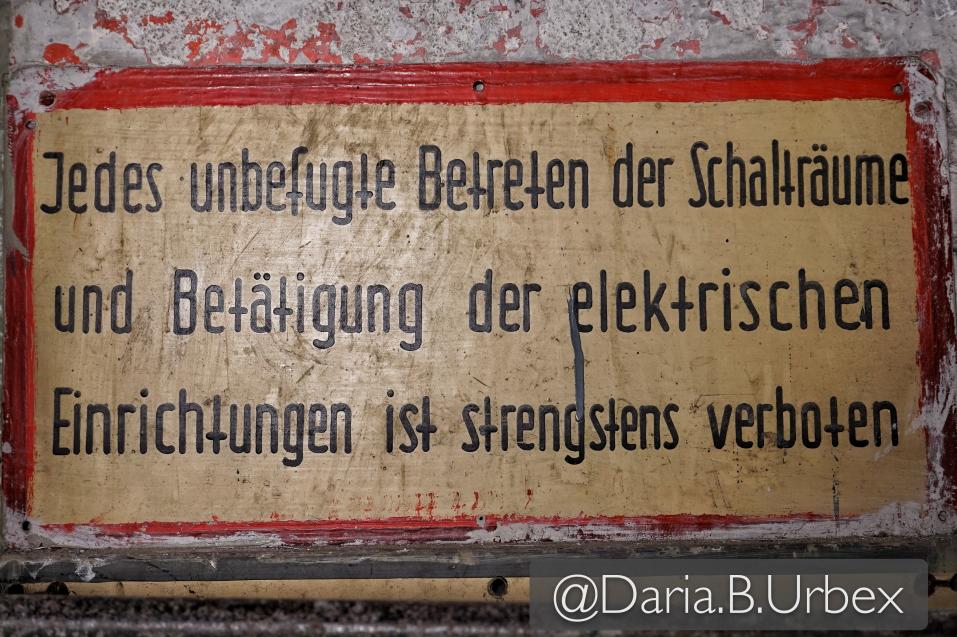 Jedes unbefugte Betreten der Schalträume
und Betätigung der elektrischen
Einrichtungen ist strengstens verboten
@Daria.B.Urbex